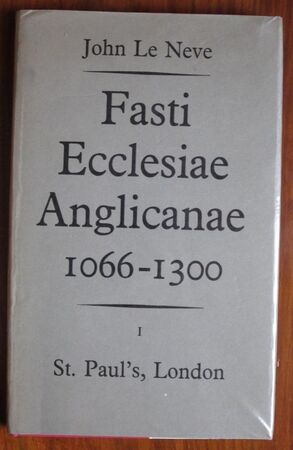 John Le Neve
Fasti
Ecclesiae
Anglicanae
1066-1300
I
St. Paul's, London